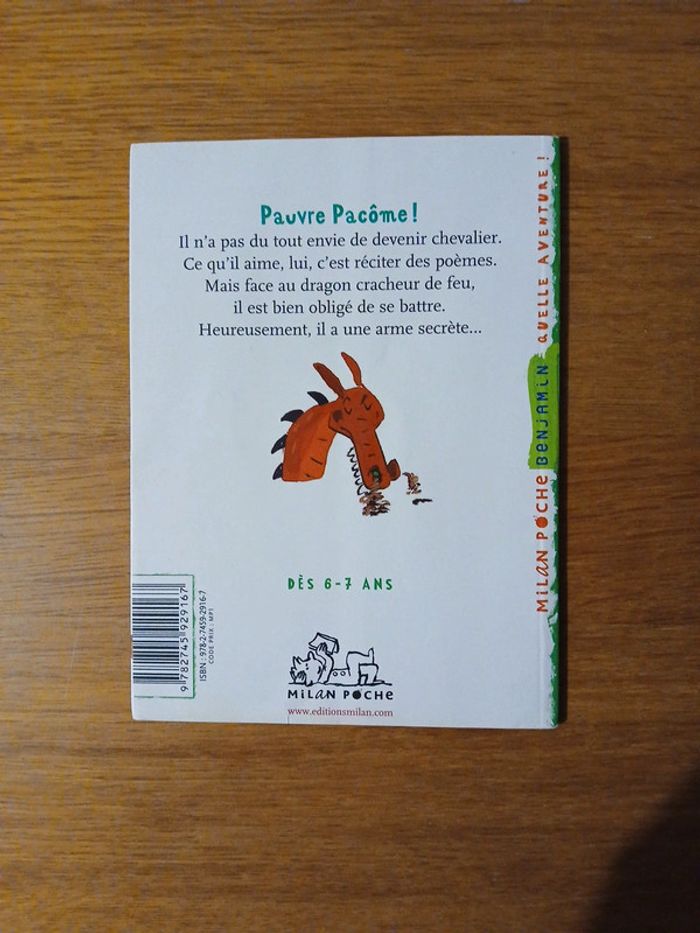 Pauvre Pacôme !
Il n'a pas du tout envie de devenir chevalier.
Ce qu'il aime, lui, c'est réciter des poèmes.
Mais face au dragon cracheur de feu,
il est bien obligé de se battre.
Heureusement, il a une arme secrète...
DÈS 6-7 ANS
9 782745 929167
ISBN : 978-2-7459-2916-7
CODE PRIX : MP1
MiLAN POCHE
www.editionsmilan.com
MiLAN POCHE BENJAMiN QUELLE AVENTURE !